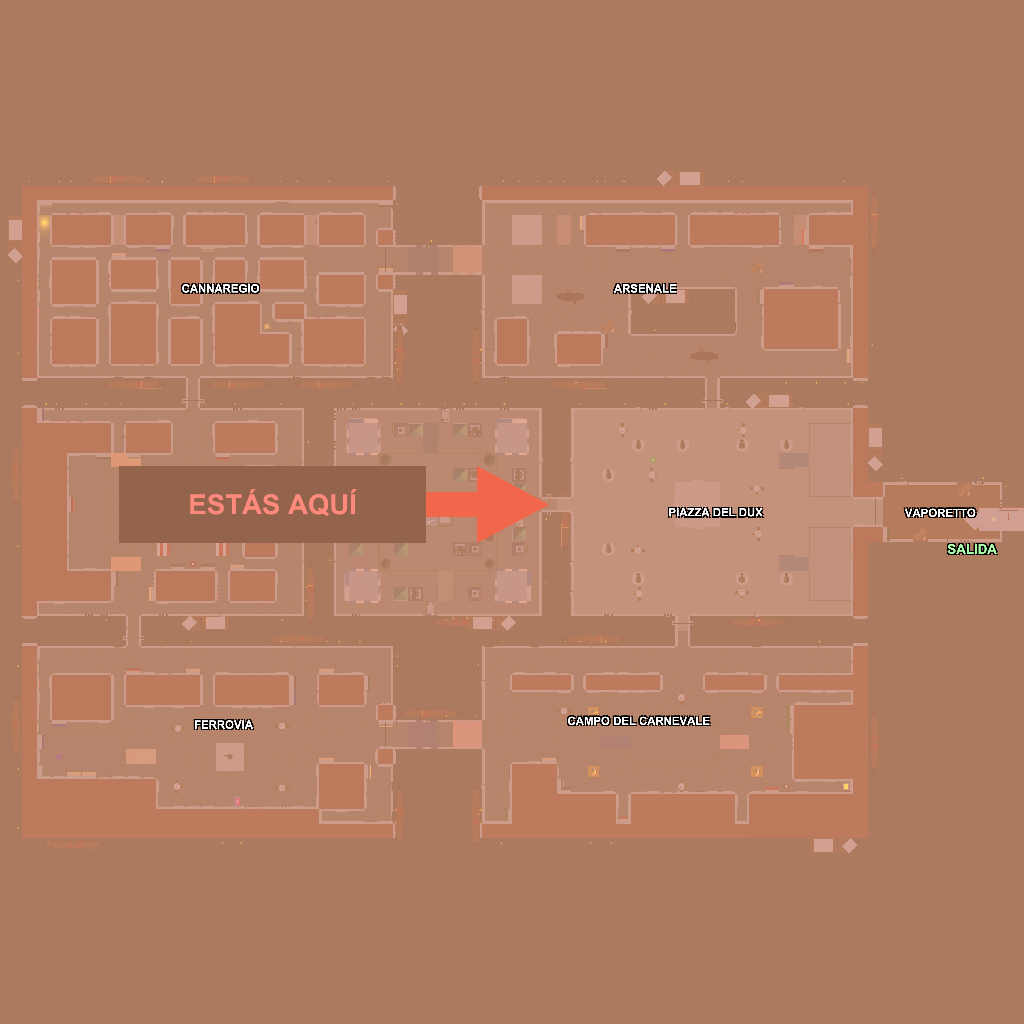 CANNAREGIO
ARSENALE
ESTÁS AQUÍ
PIAZZA DEL DUX
VAPORETTO
SALIDA
FERROVIA
CAMPO DEL CARNEVALE